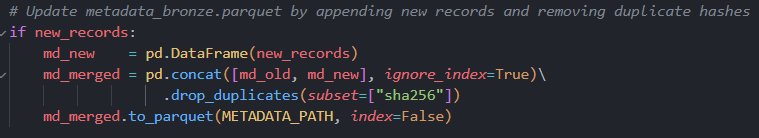 # Update metadata_bronze.parquet by appending new records and removing duplicate hashes
if new_records:
    md_new    = pd.DataFrame(new_records)
    md_merged = pd.concat([md_old, md_new], ignore_index=True)\
                  .drop_duplicates(subset=["sha256"])
    md_merged.to_parquet(METADATA_PATH, index=False)